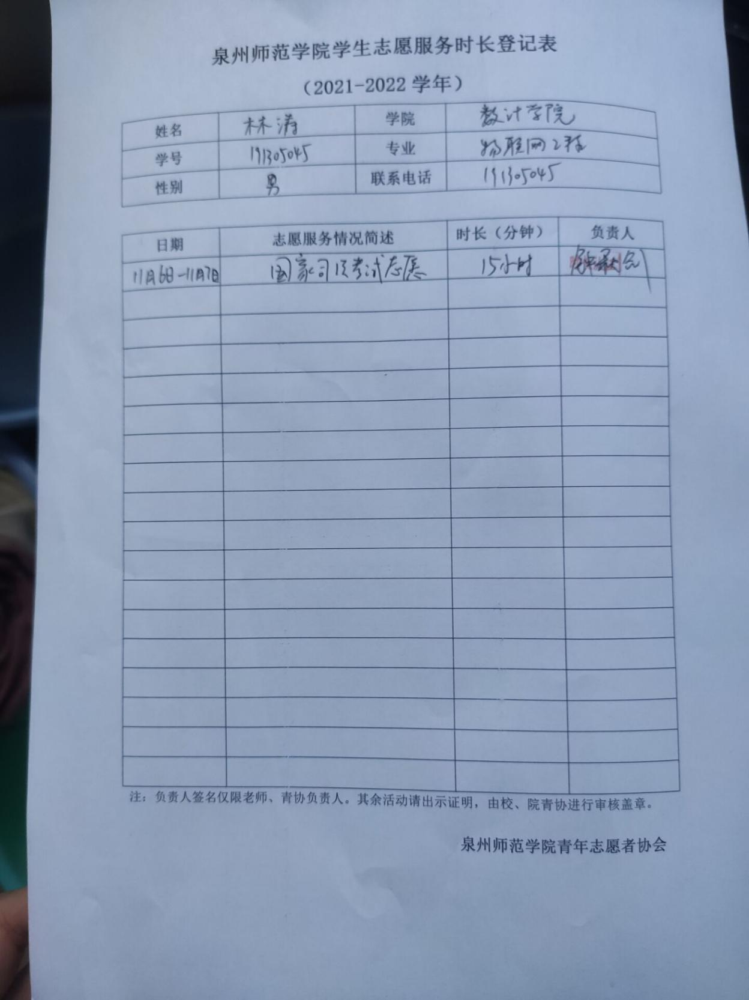 泉州师范学院学生志愿服务时长登记表
（2021-2022 学年）
姓名 林涛 学院 数计学院
学号 191305045 专业 物联网工程
性别 男 联系电话 191305045
日期 志愿服务情况简述 时长（分钟） 负责人
11月6日-11月7日 国家司法考试志愿 15小时
注：负责人签名仅限老师、青协负责人。其余活动请出示证明，由校、院青协进行审核盖章。
泉州师范学院青年志愿者协会